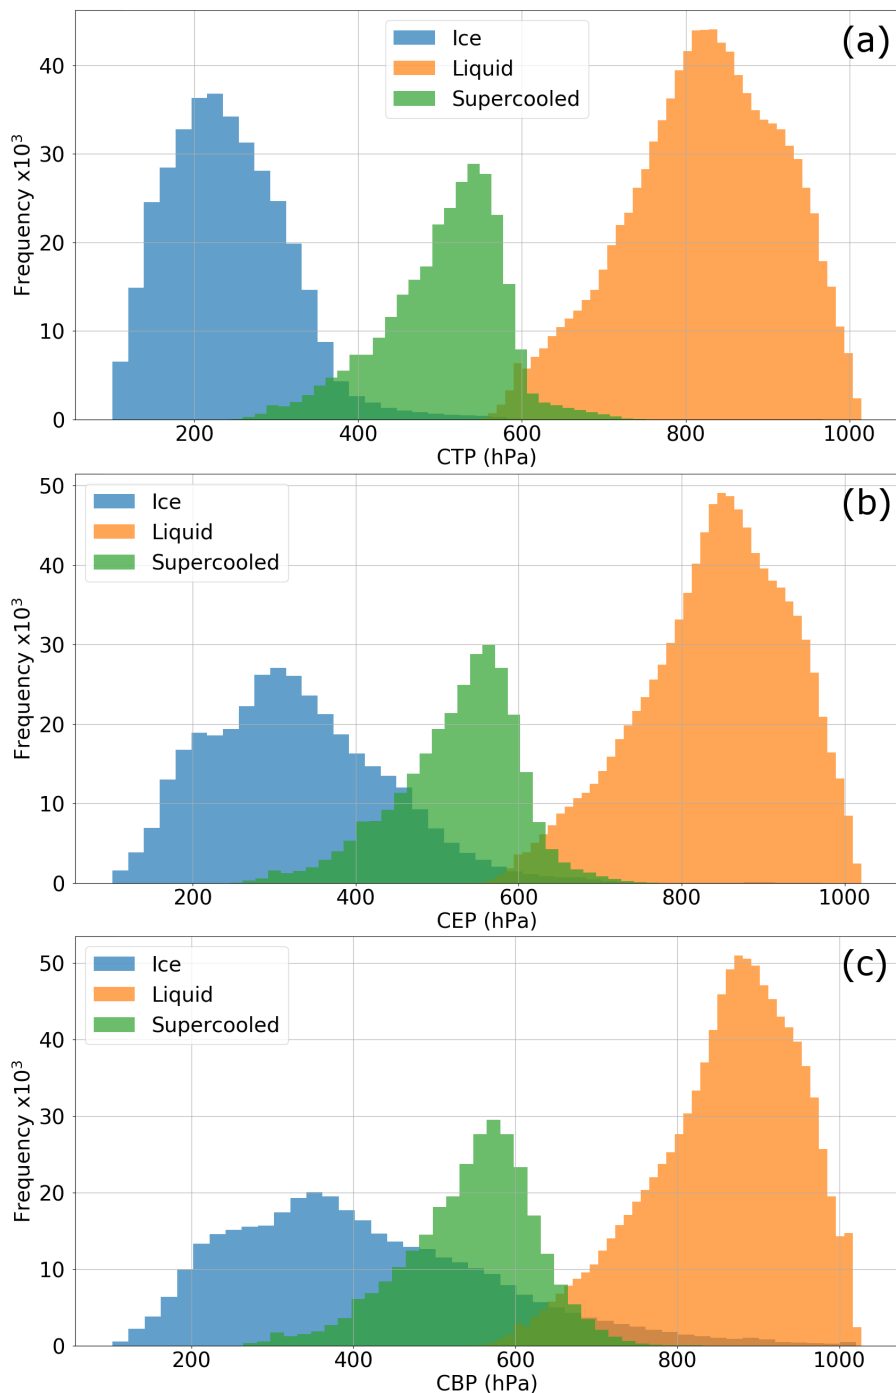 (a)
Ice
Liquid
Supercooled
Frequency x10³
40
30
20
10
0
200 400 600 800 1000
CTP (hPa)
(b)
Ice
Liquid
Supercooled
Frequency x10³
50
40
30
20
10
0
200 400 600 800 1000
CEP (hPa)
(c)
Ice
Liquid
Supercooled
Frequency x10³
50
40
30
20
10
0
200 400 600 800 1000
CBP (hPa)